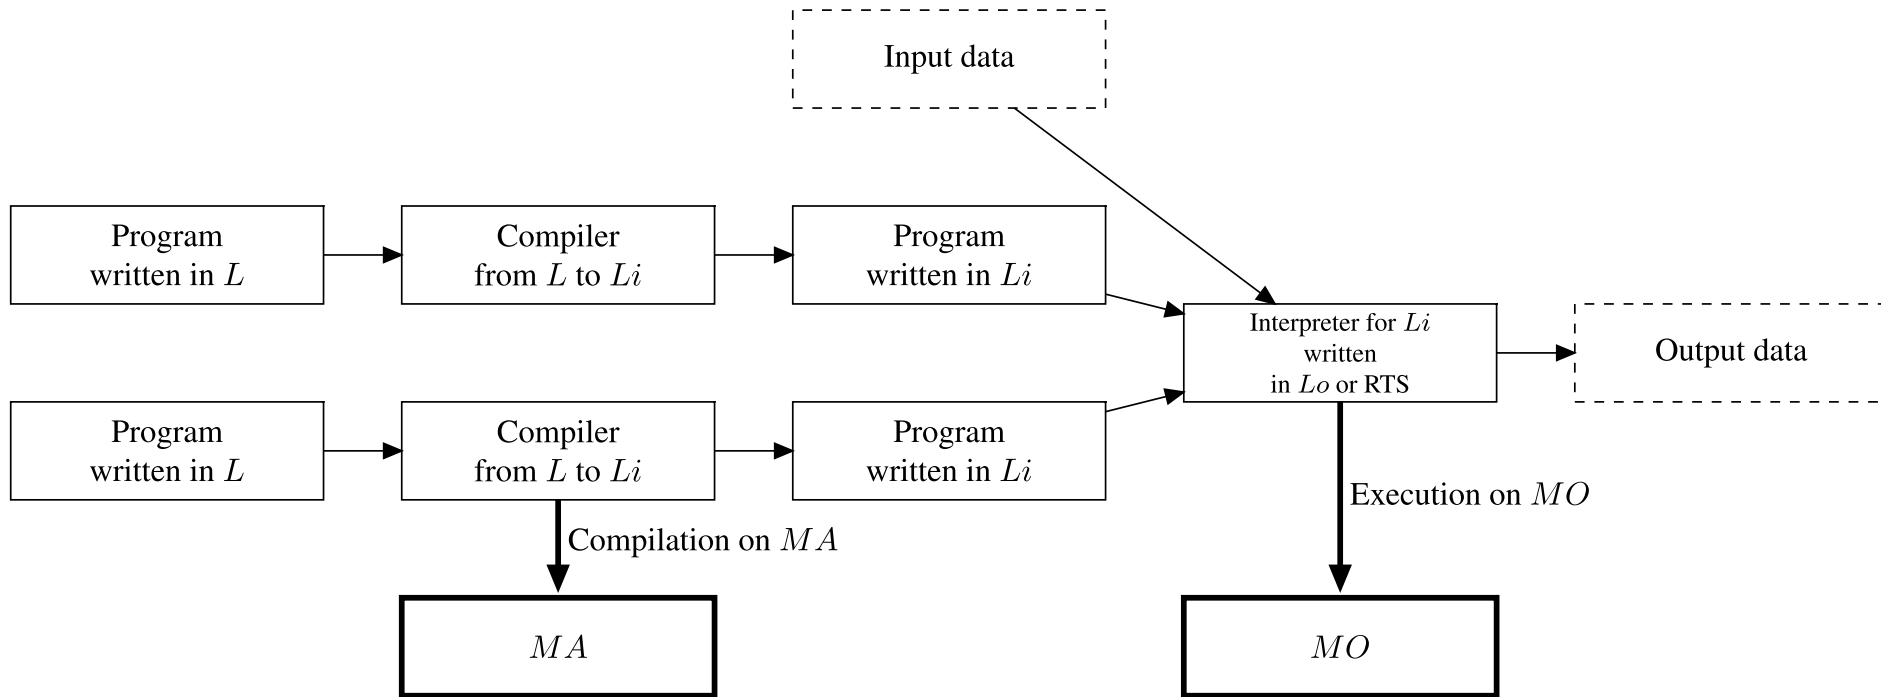 Input data
Program
written in L
Compiler
from L to Li
Program
written in Li
Interpreter for Li
written
in Lo or RTS
Output data
Program
written in L
Compiler
from L to Li
Program
written in Li
Execution on MO
Compilation on MA
MA
MO